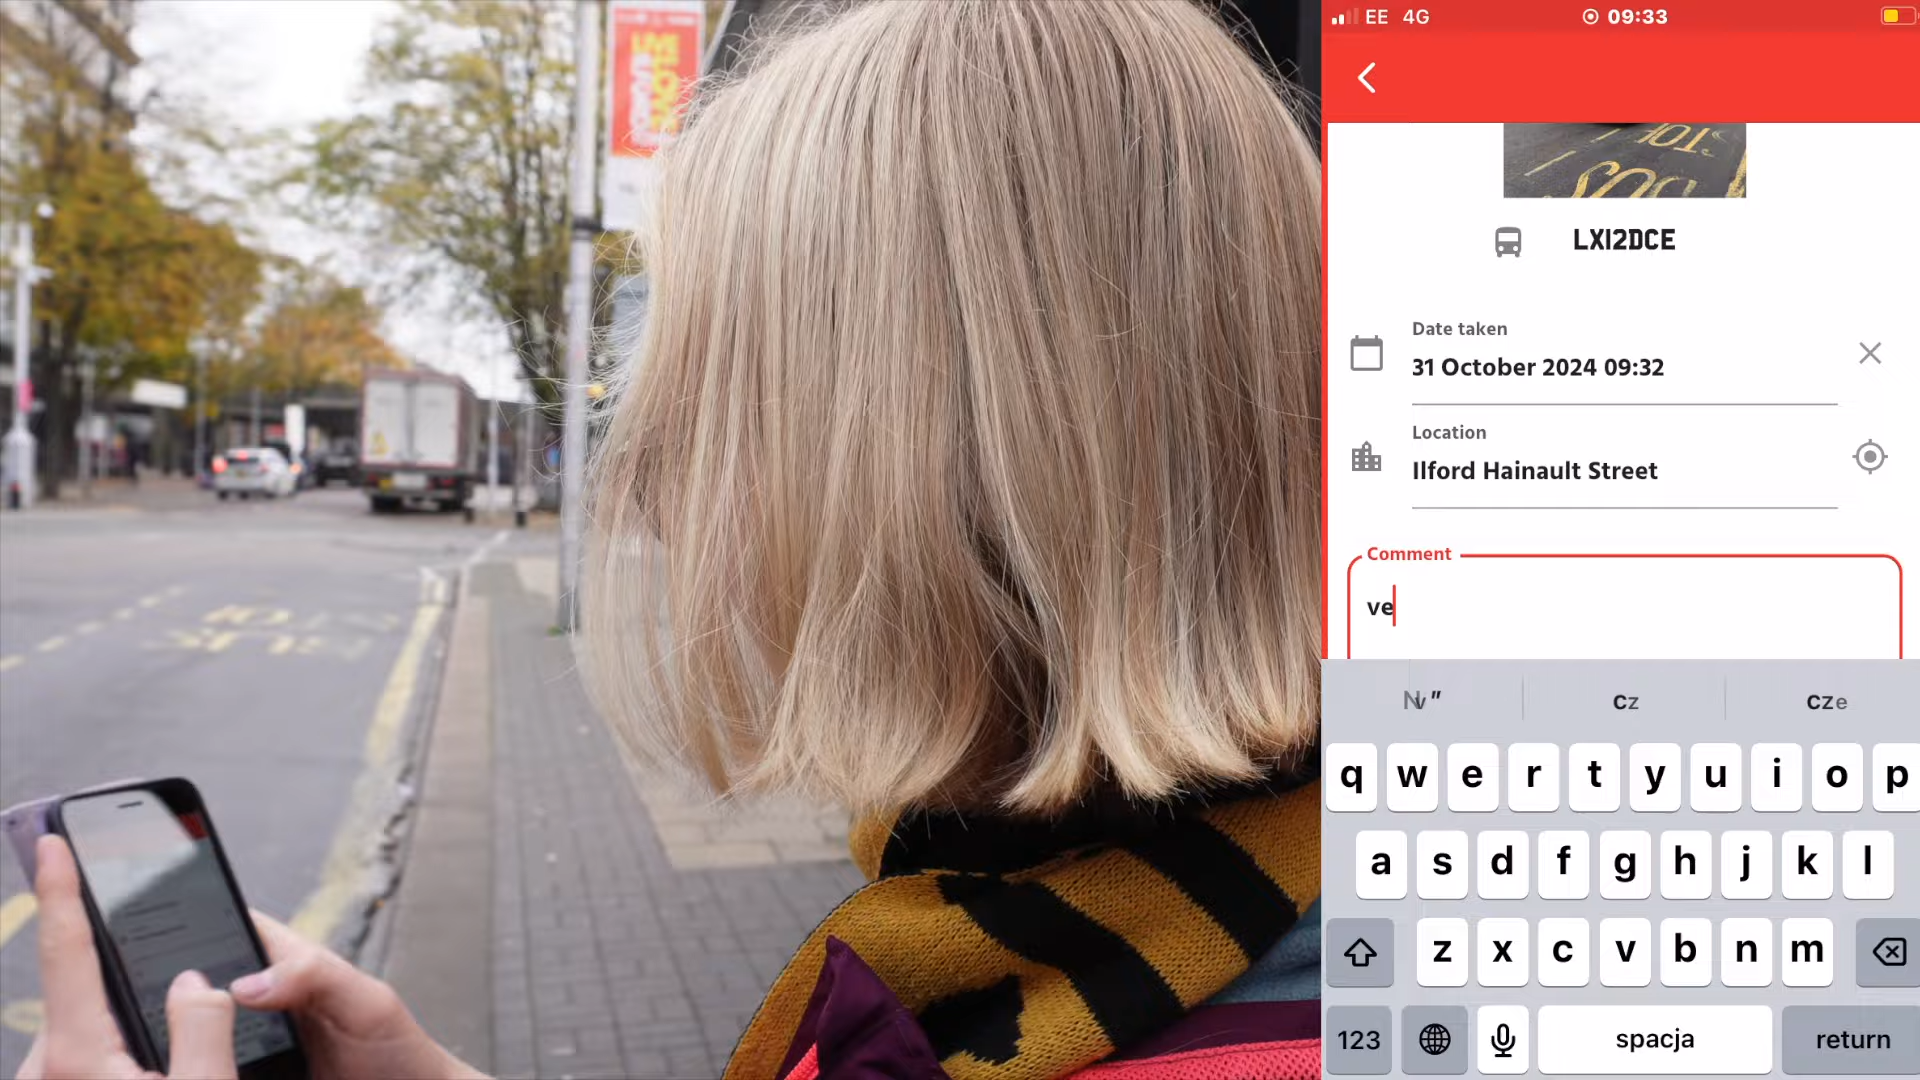 EE 4G 09:33
LX12DCE
Date taken
31 October 2024 09:32
Location
Ilford Hainault Street
Comment
ve
cz cze
q w e r t y u i o p
a s d f g h j k l
z x c v b n m
123 spacja return